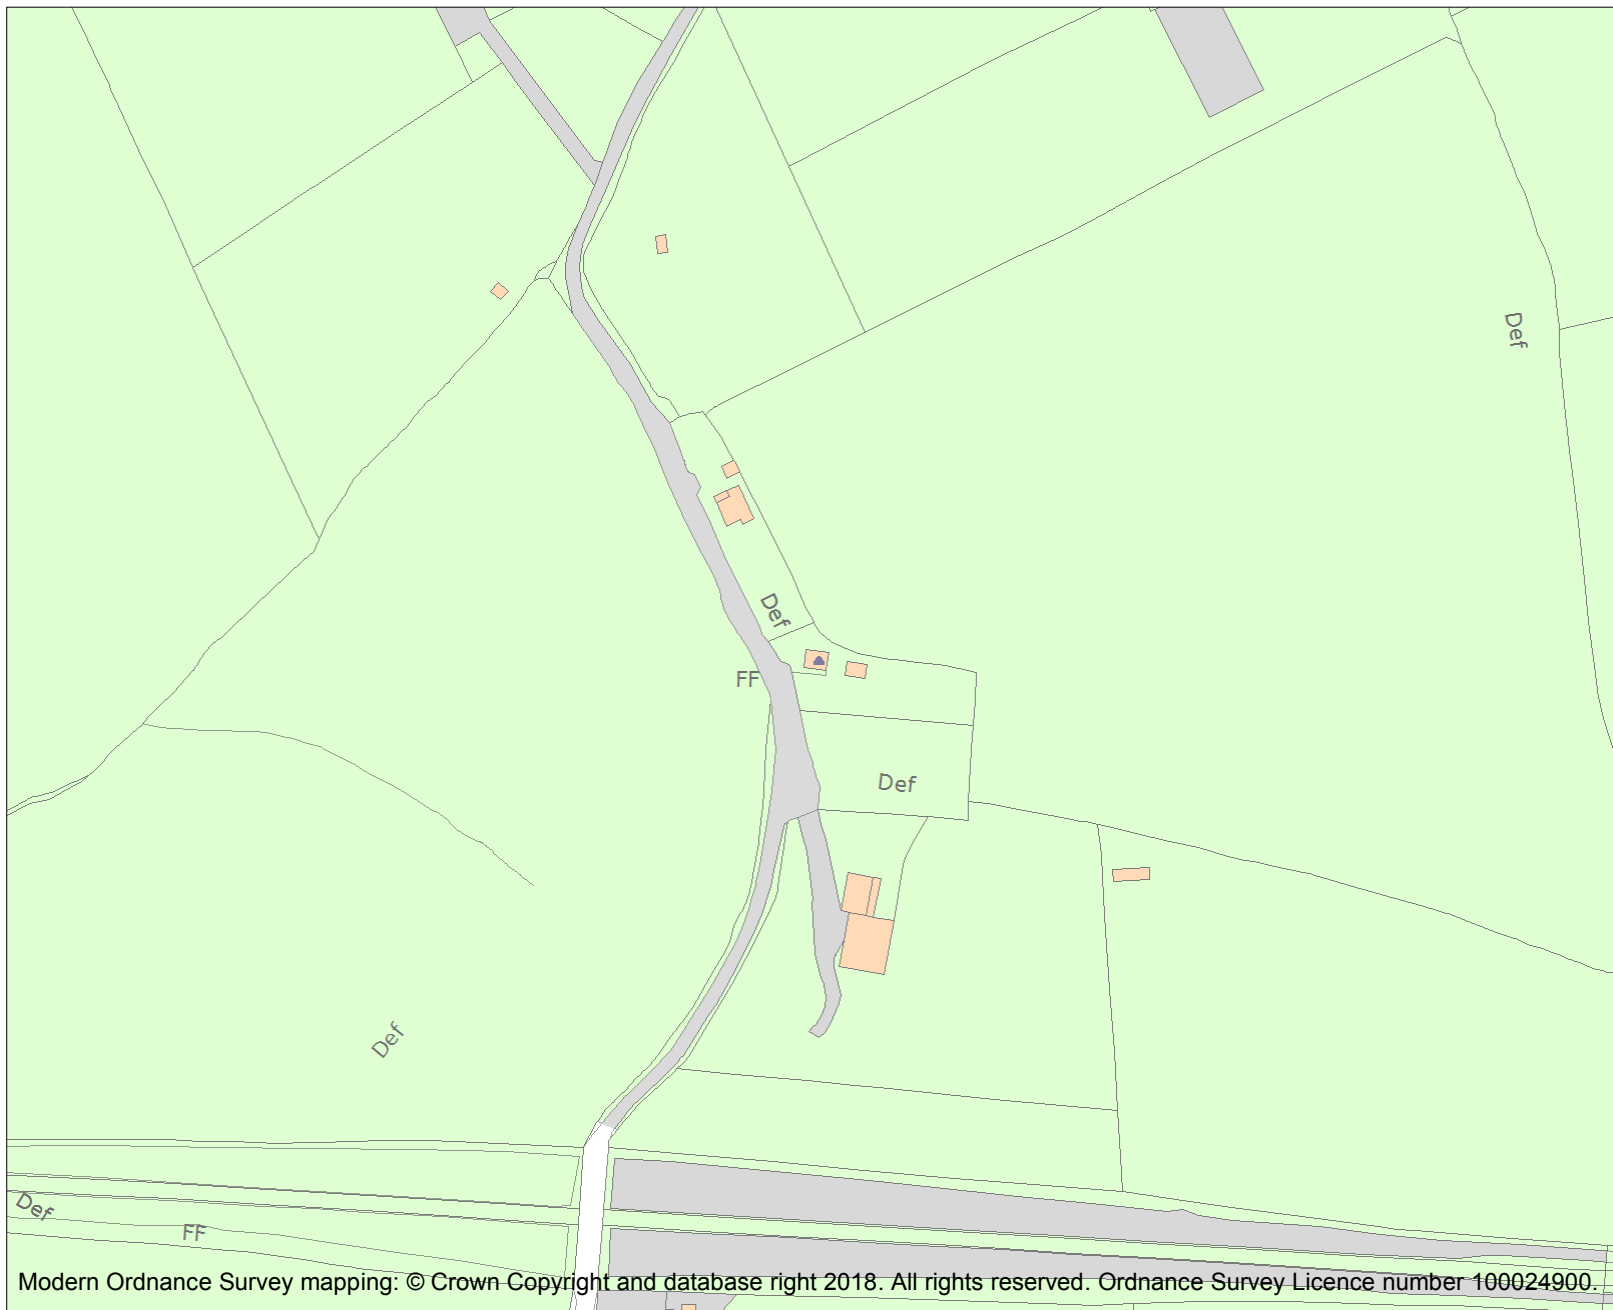 Def
Def
FF
Def
Def
Def
FF
Modern Ordnance Survey mapping: © Crown Copyright and database right 2018. All rights reserved. Ordnance Survey Licence number 100024900.